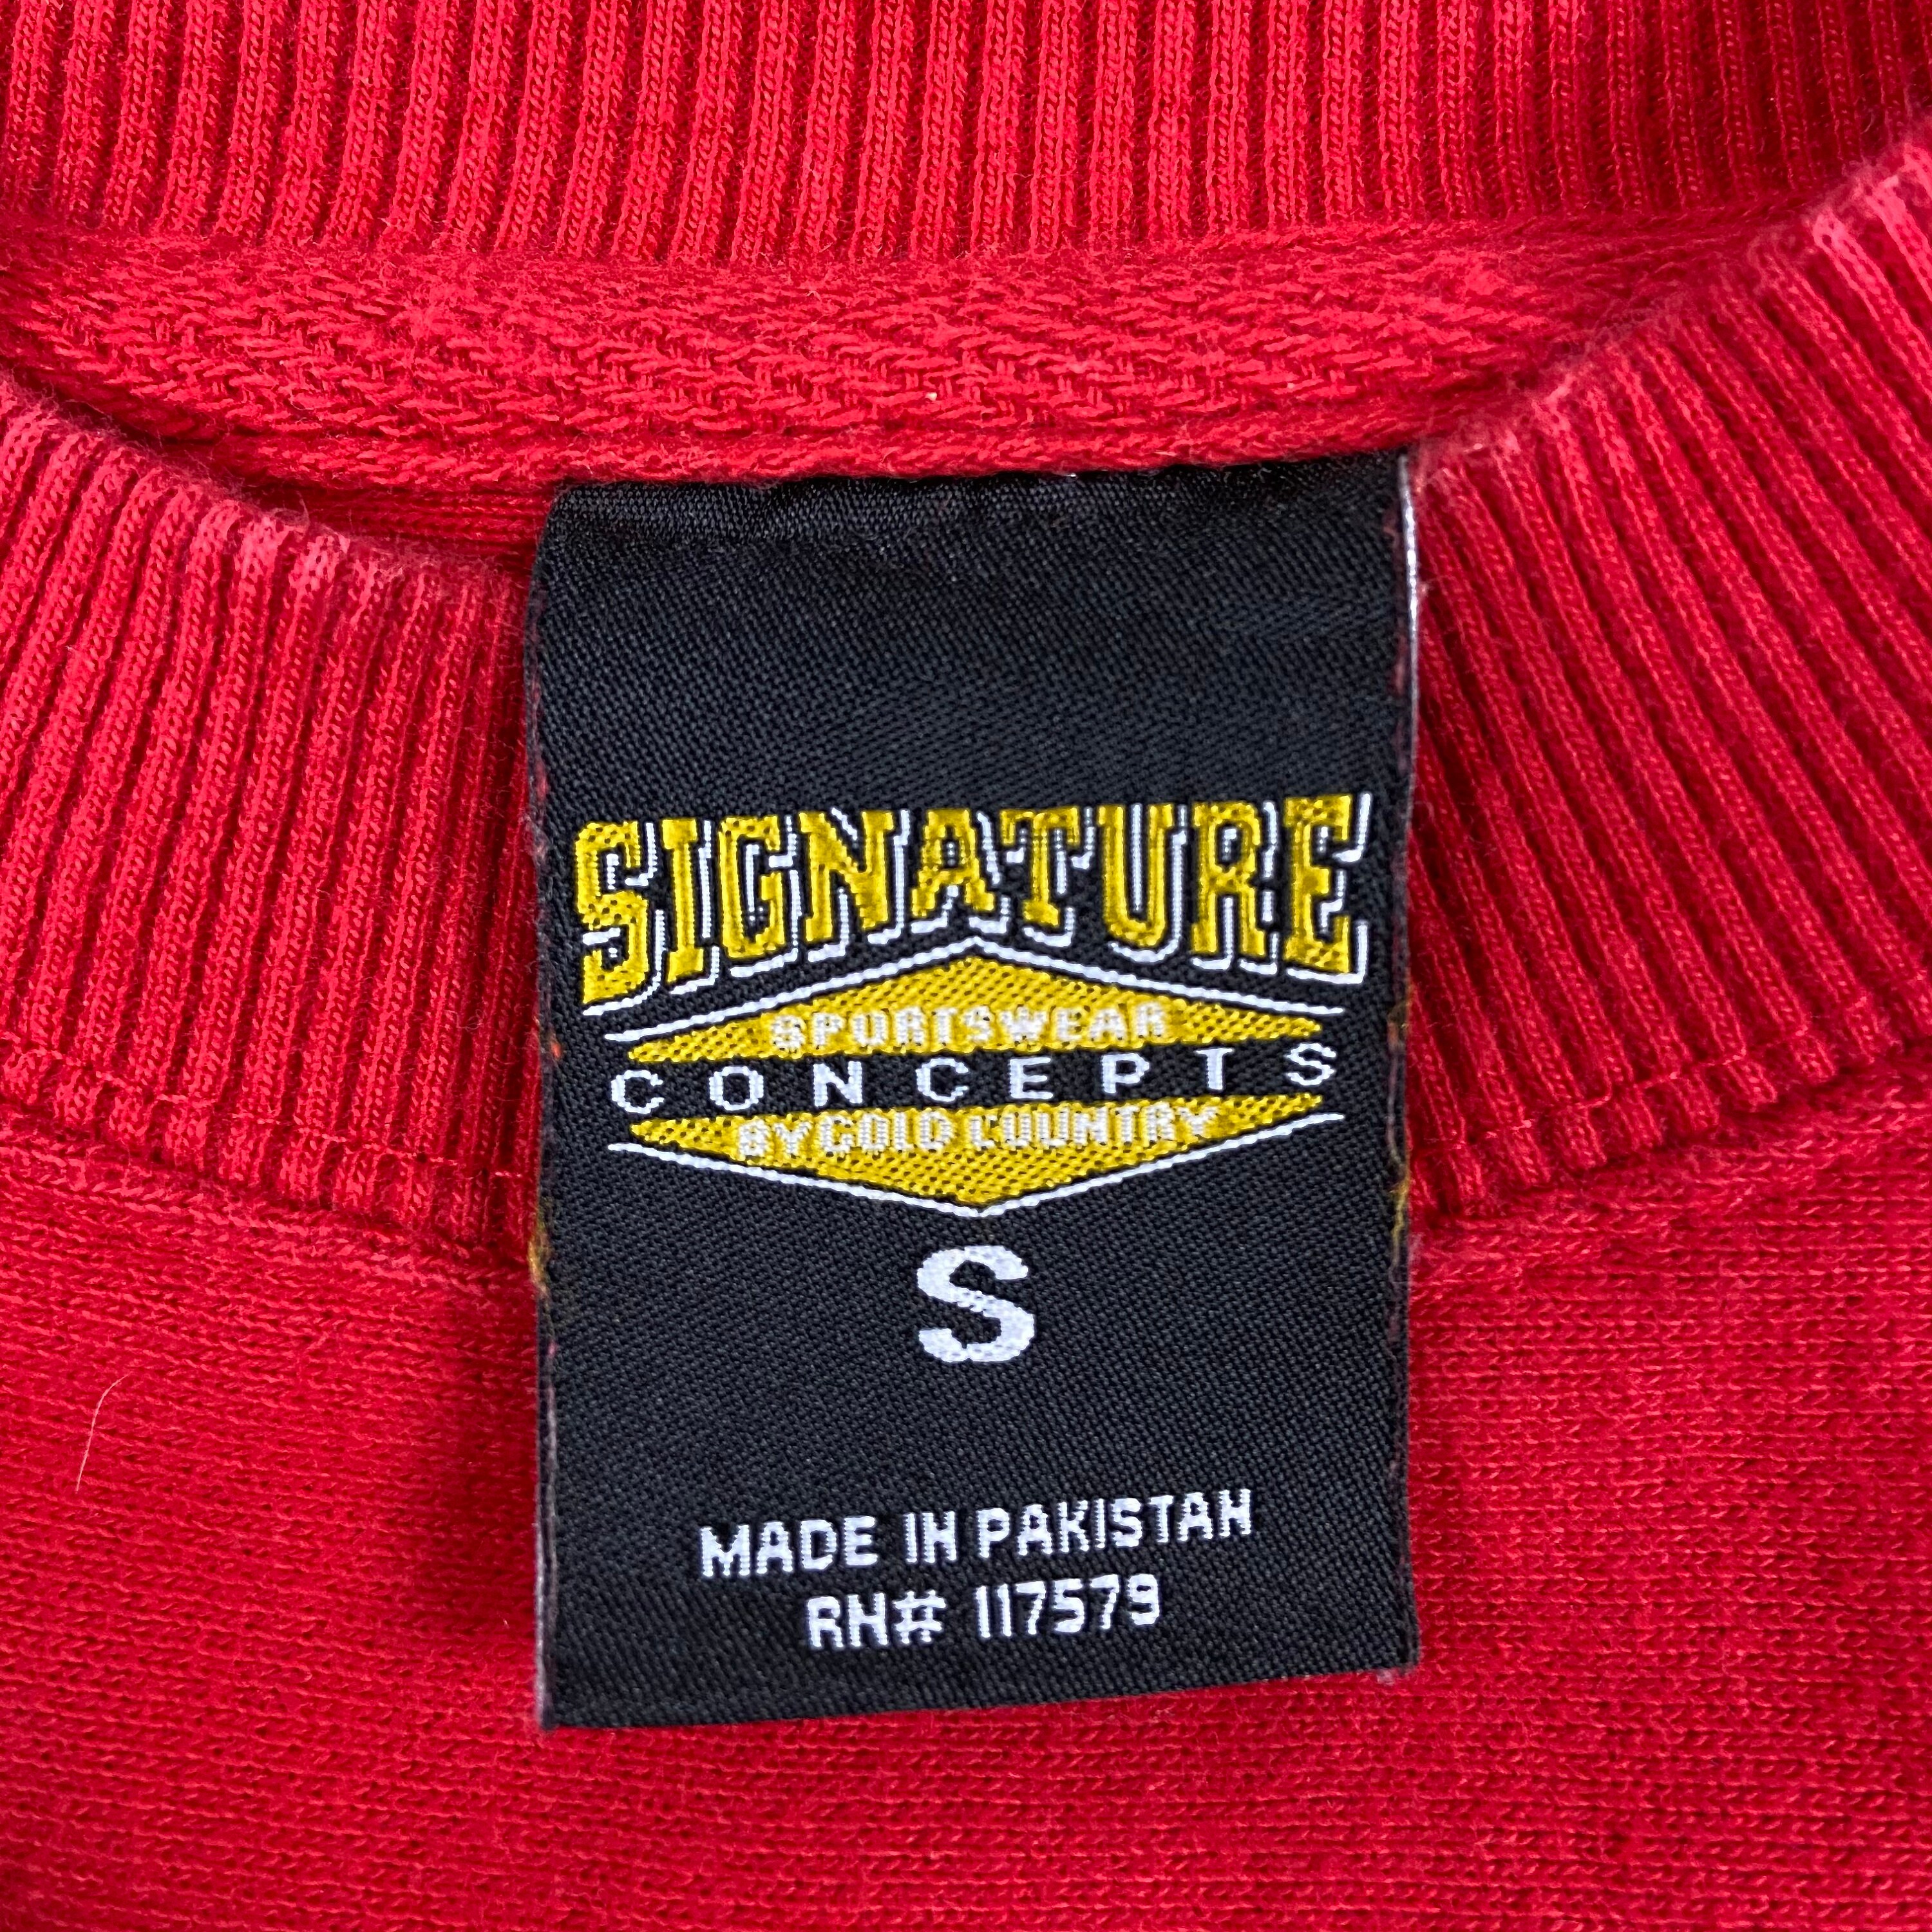 SIGNATURE
SPORTSWEAR
CONCEPTS
BY GOLD COUNTRY
S
MADE IN PAKISTAN
RN# 117579